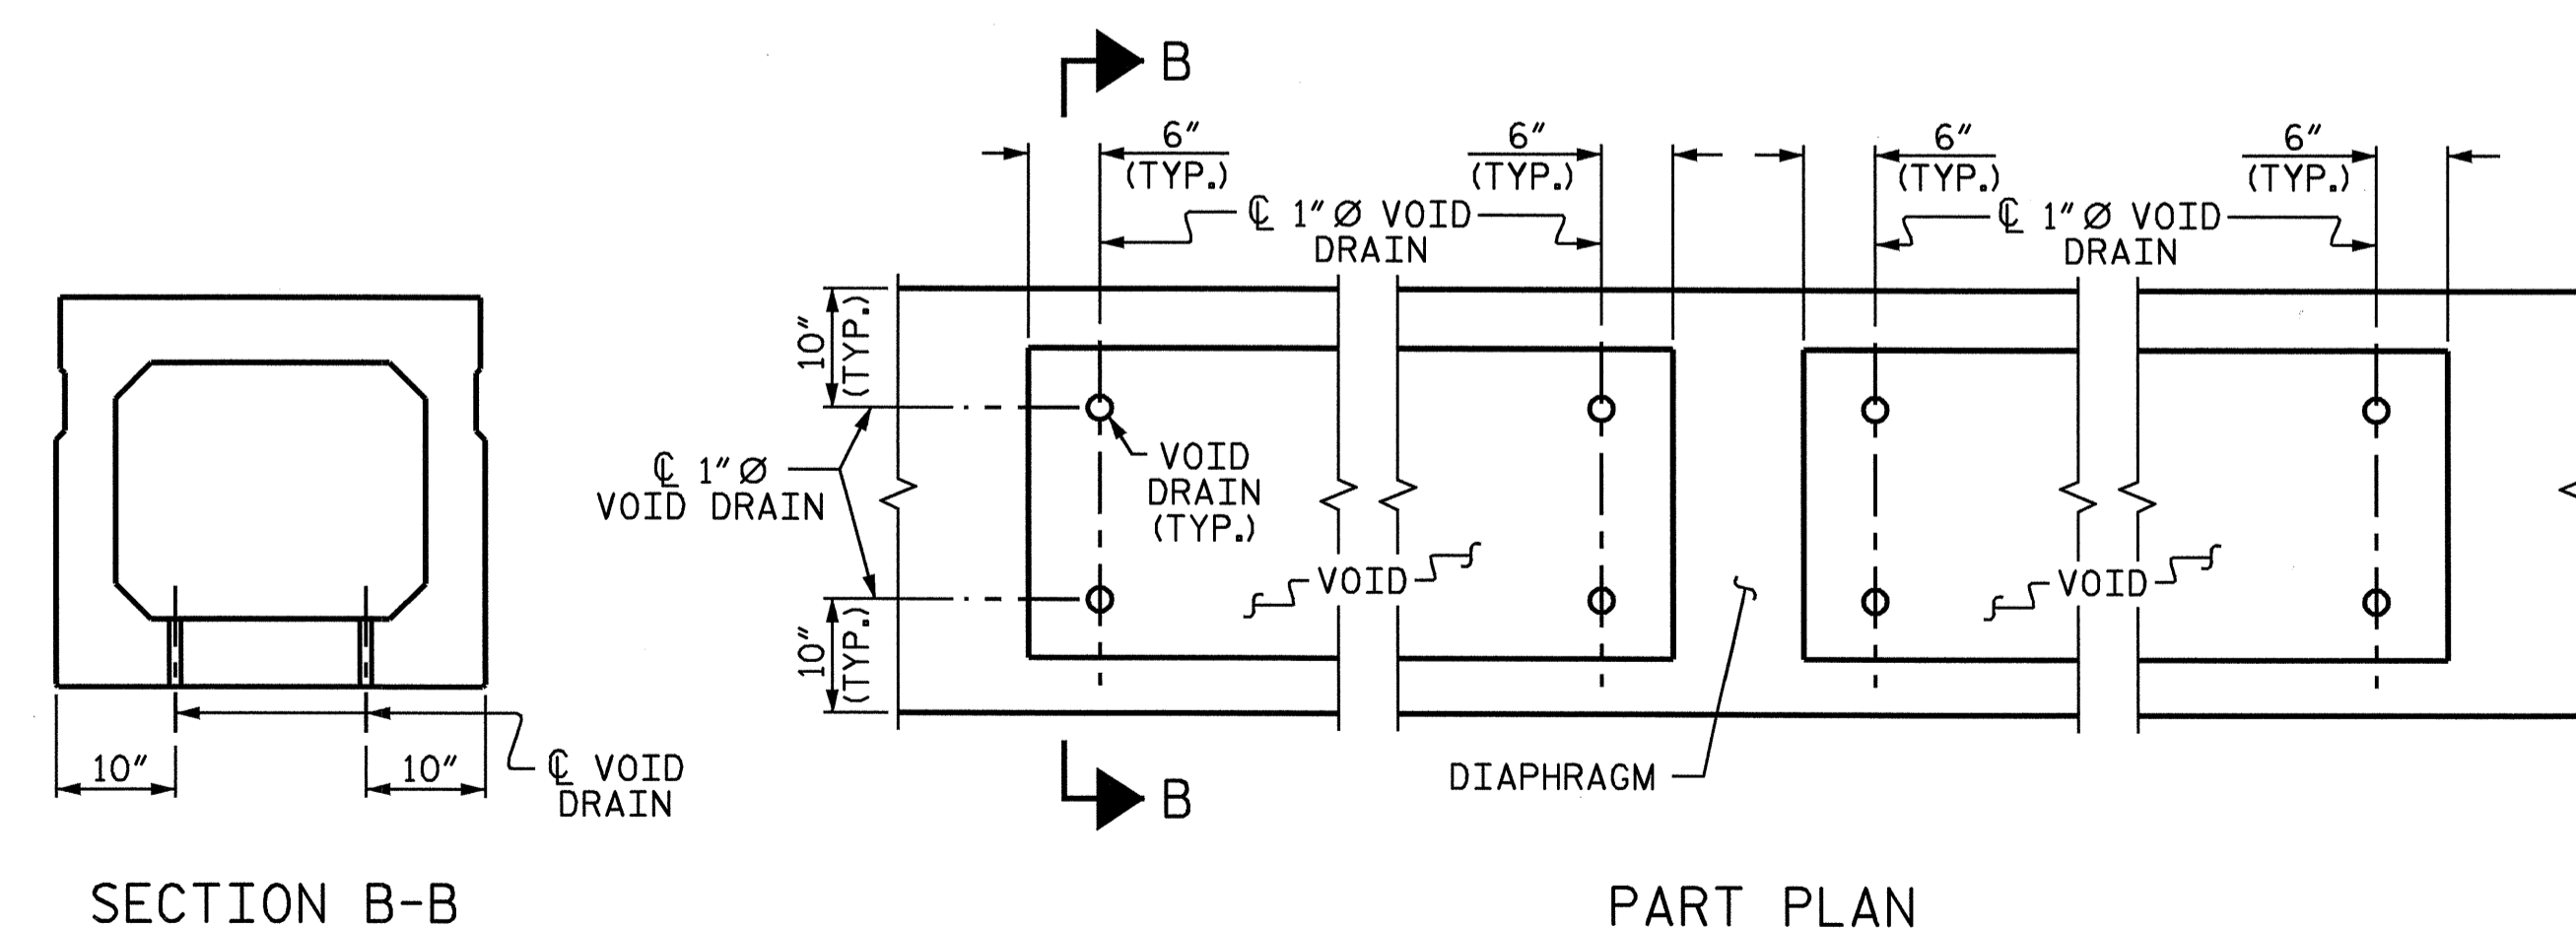 B
6"
(TYP.)
6"
(TYP.)
6"
(TYP.)
6"
(TYP.)
℄ 1"Ø VOID
DRAIN
℄ 1"Ø VOID
DRAIN
10"
(TYP.)
℄ 1"Ø
VOID DRAIN
VOID
DRAIN
(TYP.)
VOID
VOID
10"
(TYP.)
DIAPHRAGM
B
10"
10"
℄ VOID
DRAIN
SECTION B-B
PART PLAN